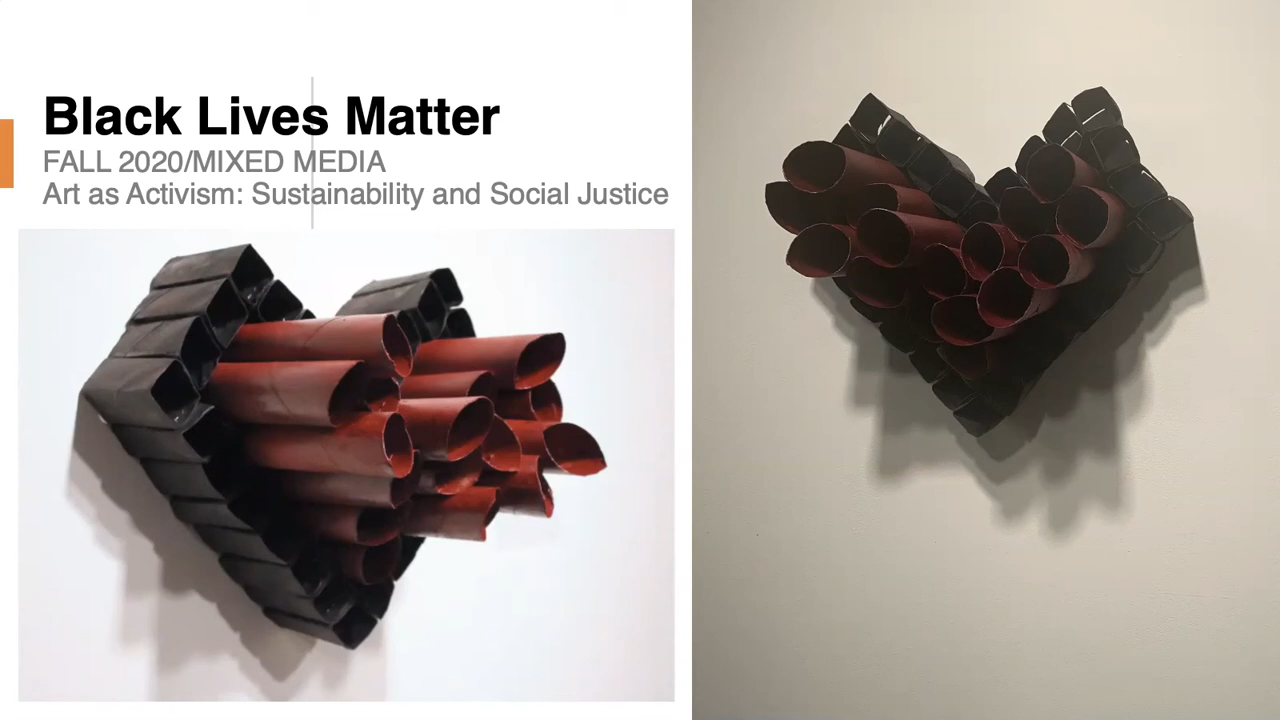 Black Lives Matter
FALL 2020/MIXED MEDIA
Art as Activism: Sustainability and Social Justice